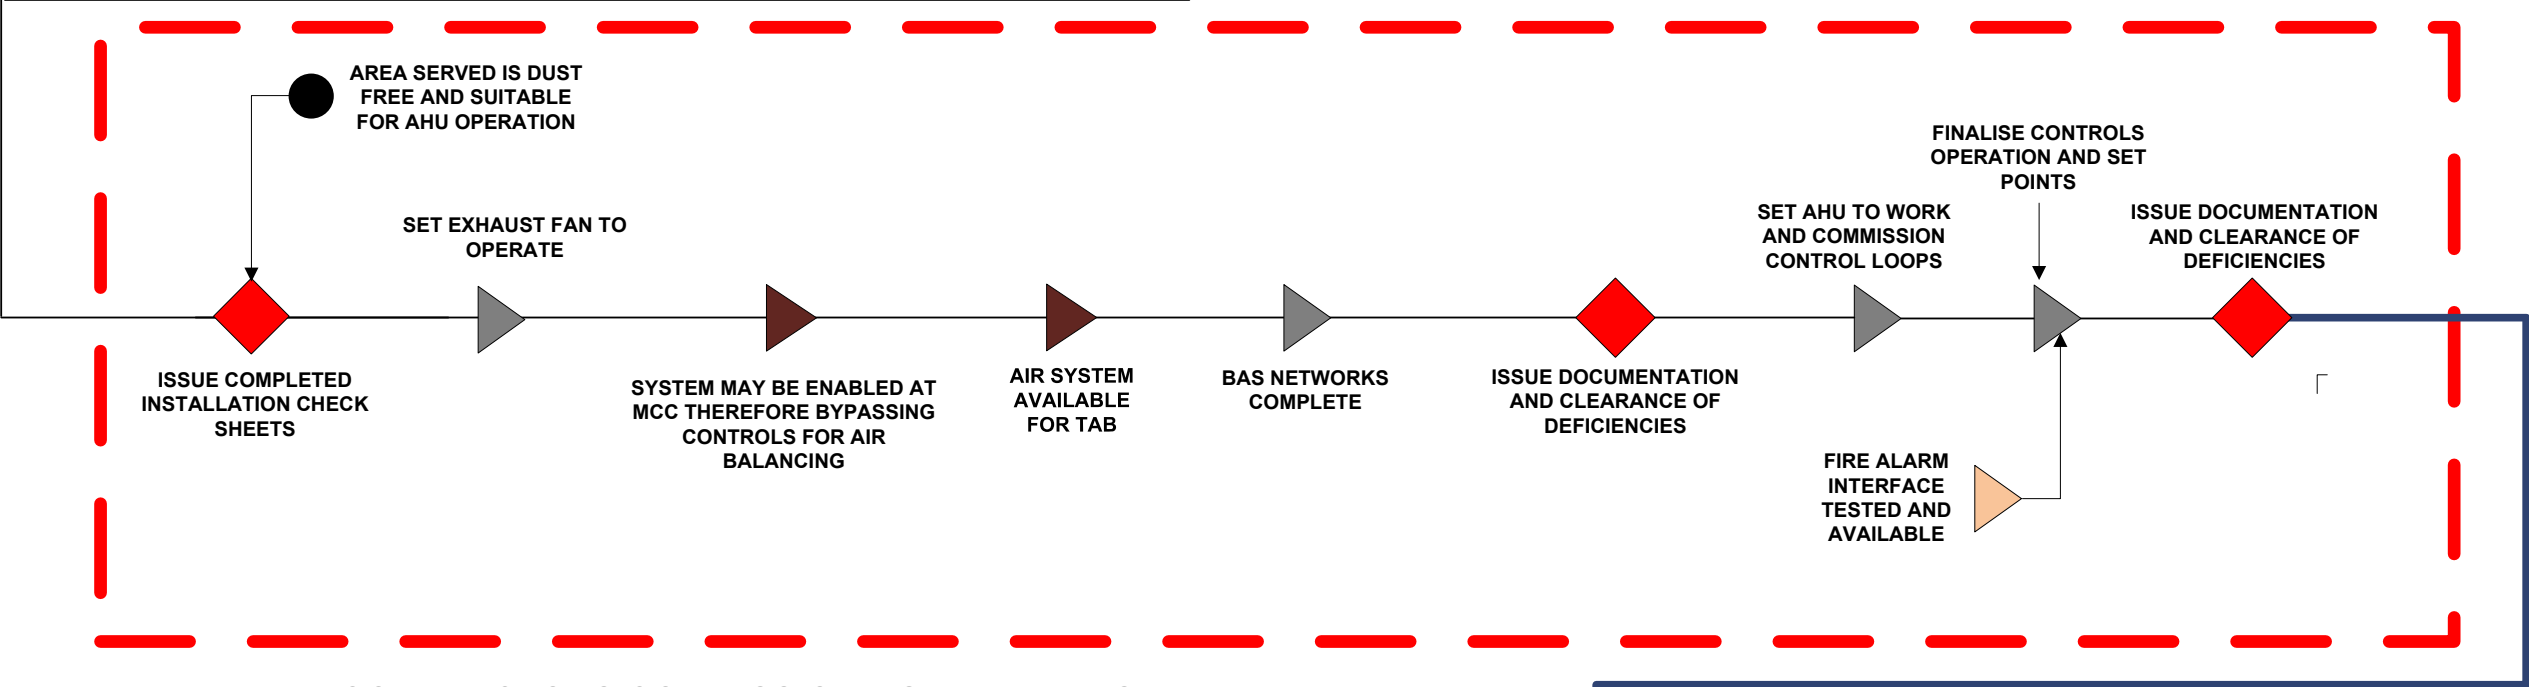 AREA SERVED IS DUST
FREE AND SUITABLE
FOR AHU OPERATION
SET EXHAUST FAN TO
OPERATE
FINALISE CONTROLS
OPERATION AND SET
POINTS
SET AHU TO WORK
AND COMMISSION
CONTROL LOOPS
ISSUE DOCUMENTATION
AND CLEARANCE OF
DEFICIENCIES
ISSUE COMPLETED
INSTALLATION CHECK
SHEETS
SYSTEM MAY BE ENABLED AT
MCC THEREFORE BYPASSING
CONTROLS FOR AIR
BALANCING
AIR SYSTEM
AVAILABLE
FOR TAB
BAS NETWORKS
COMPLETE
ISSUE DOCUMENTATION
AND CLEARANCE OF
DEFICIENCIES
FIRE ALARM
INTERFACE
TESTED AND
AVAILABLE